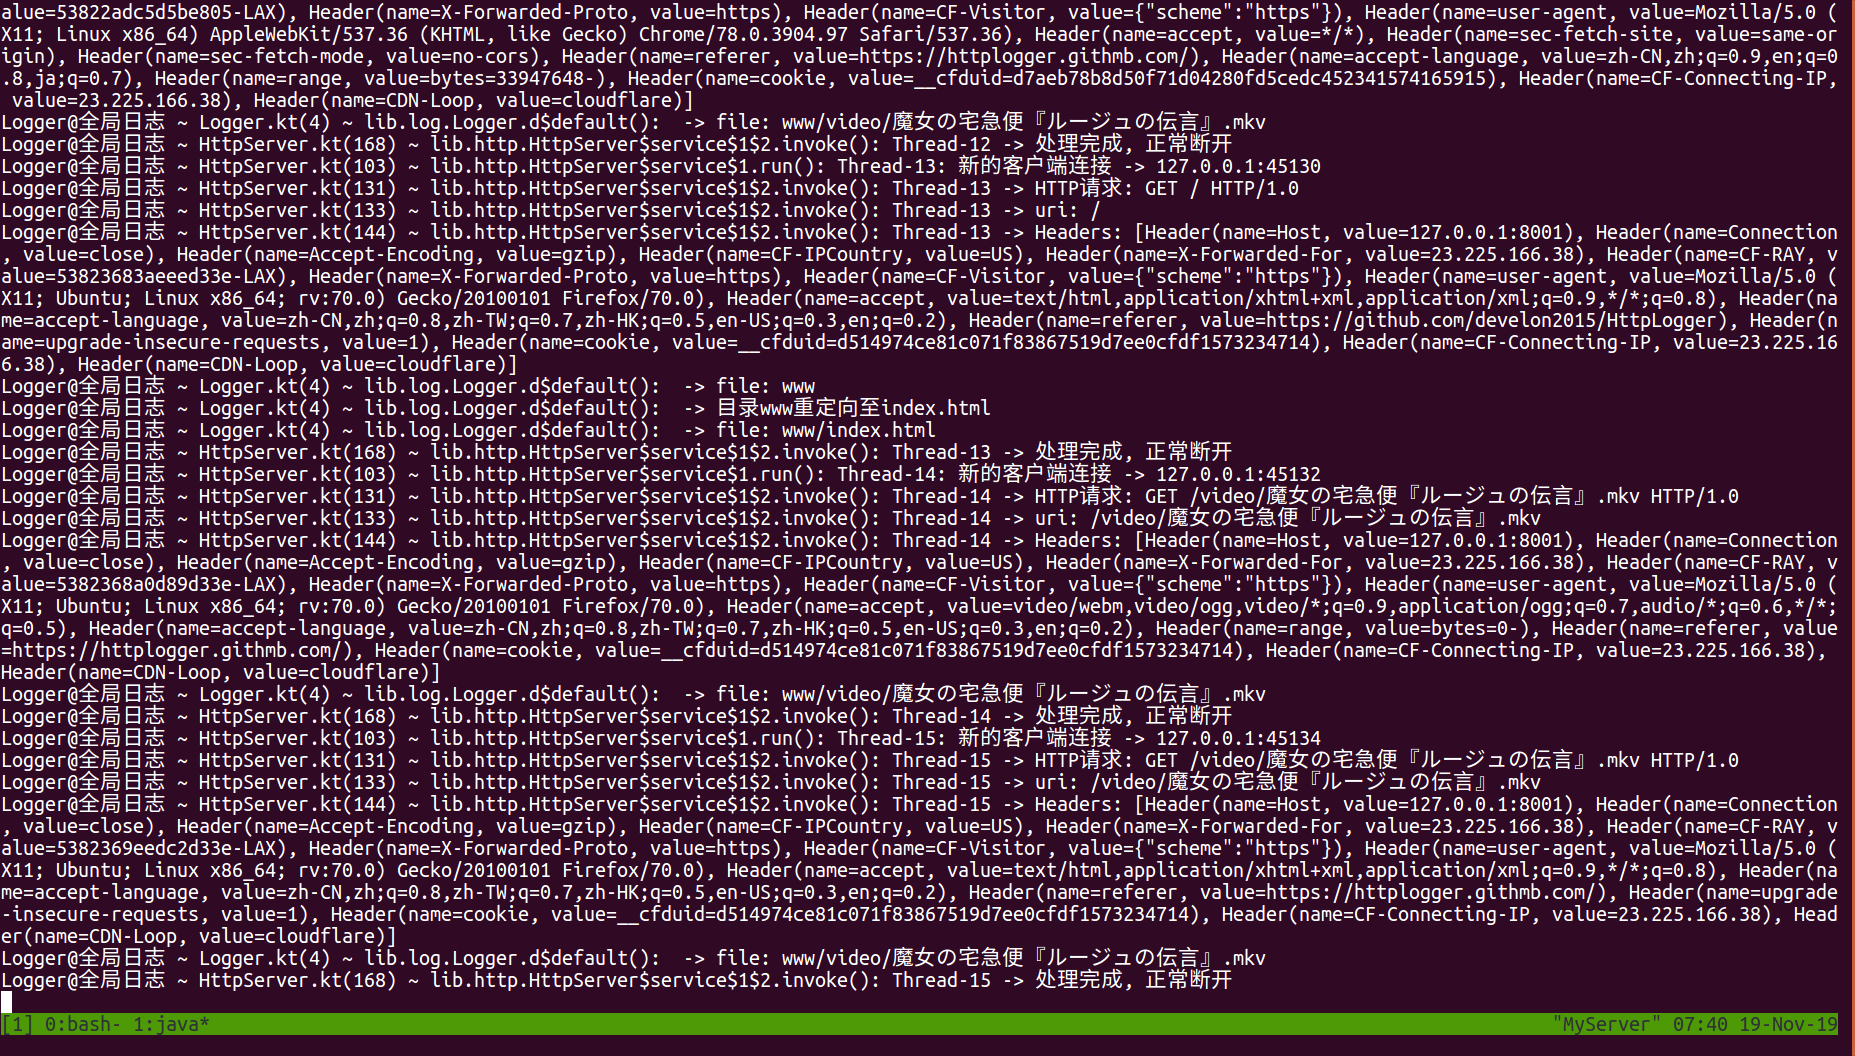 alue=53822adc5d5be805-LAX), Header(name=X-Forwarded-Proto, value=https), Header(name=CF-Visitor, value={"scheme":"https"}), Header(name=user-agent, value=Mozilla/5.0 (
X11; Linux x86_64) AppleWebKit/537.36 (KHTML, like Gecko) Chrome/78.0.3904.97 Safari/537.36), Header(name=accept, value=*/*), Header(name=sec-fetch-site, value=same-or
igin), Header(name=sec-fetch-mode, value=no-cors), Header(name=referer, value=https://httplogger.githmb.com/), Header(name=accept-language, value=zh-CN,zh;q=0.9,en;q=0
.8,ja;q=0.7), Header(name=range, value=bytes=33947648-), Header(name=cookie, value=__cfduid=d7aeb78b8d50f71d04280fd5cedc452341574165915), Header(name=CF-Connecting-IP,
 value=23.225.166.38), Header(name=CDN-Loop, value=cloudflare)]
Logger@全局日志 ~ Logger.kt(4) ~ lib.log.Logger.d$default():  -> file: www/video/魔女の宅急便『ルージュの伝言』.mkv
Logger@全局日志 ~ HttpServer.kt(168) ~ lib.http.HttpServer$service$1$2.invoke(): Thread-12 -> 处理完成, 正常断开
Logger@全局日志 ~ HttpServer.kt(103) ~ lib.http.HttpServer$service$1.run(): Thread-13: 新的客户端连接 -> 127.0.0.1:45130
Logger@全局日志 ~ HttpServer.kt(131) ~ lib.http.HttpServer$service$1$2.invoke(): Thread-13 -> HTTP请求: GET / HTTP/1.0
Logger@全局日志 ~ HttpServer.kt(133) ~ lib.http.HttpServer$service$1$2.invoke(): Thread-13 -> uri: /
Logger@全局日志 ~ HttpServer.kt(144) ~ lib.http.HttpServer$service$1$2.invoke(): Thread-13 -> Headers: [Header(name=Host, value=127.0.0.1:8001), Header(name=Connection
, value=close), Header(name=Accept-Encoding, value=gzip), Header(name=CF-IPCountry, value=US), Header(name=X-Forwarded-For, value=23.225.166.38), Header(name=CF-RAY, v
alue=53823683aeeed33e-LAX), Header(name=X-Forwarded-Proto, value=https), Header(name=CF-Visitor, value={"scheme":"https"}), Header(name=user-agent, value=Mozilla/5.0 (
X11; Ubuntu; Linux x86_64; rv:70.0) Gecko/20100101 Firefox/70.0), Header(name=accept, value=text/html,application/xhtml+xml,application/xml;q=0.9,*/*;q=0.8), Header(na
me=accept-language, value=zh-CN,zh;q=0.8,zh-TW;q=0.7,zh-HK;q=0.5,en-US;q=0.3,en;q=0.2), Header(name=referer, value=https://github.com/develon2015/HttpLogger), Header(n
ame=upgrade-insecure-requests, value=1), Header(name=cookie, value=__cfduid=d514974ce81c071f83867519d7ee0cfdf1573234714), Header(name=CF-Connecting-IP, value=23.225.16
6.38), Header(name=CDN-Loop, value=cloudflare)]
Logger@全局日志 ~ Logger.kt(4) ~ lib.log.Logger.d$default():  -> file: www
Logger@全局日志 ~ Logger.kt(4) ~ lib.log.Logger.d$default():  -> 目录www重定向至index.html
Logger@全局日志 ~ Logger.kt(4) ~ lib.log.Logger.d$default():  -> file: www/index.html
Logger@全局日志 ~ HttpServer.kt(168) ~ lib.http.HttpServer$service$1$2.invoke(): Thread-13 -> 处理完成, 正常断开
Logger@全局日志 ~ HttpServer.kt(103) ~ lib.http.HttpServer$service$1.run(): Thread-14: 新的客户端连接 -> 127.0.0.1:45132
Logger@全局日志 ~ HttpServer.kt(131) ~ lib.http.HttpServer$service$1$2.invoke(): Thread-14 -> HTTP请求: GET /video/魔女の宅急便『ルージュの伝言』.mkv HTTP/1.0
Logger@全局日志 ~ HttpServer.kt(133) ~ lib.http.HttpServer$service$1$2.invoke(): Thread-14 -> uri: /video/魔女の宅急便『ルージュの伝言』.mkv
Logger@全局日志 ~ HttpServer.kt(144) ~ lib.http.HttpServer$service$1$2.invoke(): Thread-14 -> Headers: [Header(name=Host, value=127.0.0.1:8001), Header(name=Connection
, value=close), Header(name=Accept-Encoding, value=gzip), Header(name=CF-IPCountry, value=US), Header(name=X-Forwarded-For, value=23.225.166.38), Header(name=CF-RAY, v
alue=5382368a0d89d33e-LAX), Header(name=X-Forwarded-Proto, value=https), Header(name=CF-Visitor, value={"scheme":"https"}), Header(name=user-agent, value=Mozilla/5.0 (
X11; Ubuntu; Linux x86_64; rv:70.0) Gecko/20100101 Firefox/70.0), Header(name=accept, value=video/webm,video/ogg,video/*;q=0.9,application/ogg;q=0.7,audio/*;q=0.6,*/*;
q=0.5), Header(name=accept-language, value=zh-CN,zh;q=0.8,zh-TW;q=0.7,zh-HK;q=0.5,en-US;q=0.3,en;q=0.2), Header(name=range, value=bytes=0-), Header(name=referer, value
=https://httplogger.githmb.com/), Header(name=cookie, value=__cfduid=d514974ce81c071f83867519d7ee0cfdf1573234714), Header(name=CF-Connecting-IP, value=23.225.166.38),
Header(name=CDN-Loop, value=cloudflare)]
Logger@全局日志 ~ Logger.kt(4) ~ lib.log.Logger.d$default():  -> file: www/video/魔女の宅急便『ルージュの伝言』.mkv
Logger@全局日志 ~ HttpServer.kt(168) ~ lib.http.HttpServer$service$1$2.invoke(): Thread-14 -> 处理完成, 正常断开
Logger@全局日志 ~ HttpServer.kt(103) ~ lib.http.HttpServer$service$1.run(): Thread-15: 新的客户端连接 -> 127.0.0.1:45134
Logger@全局日志 ~ HttpServer.kt(131) ~ lib.http.HttpServer$service$1$2.invoke(): Thread-15 -> HTTP请求: GET /video/魔女の宅急便『ルージュの伝言』.mkv HTTP/1.0
Logger@全局日志 ~ HttpServer.kt(133) ~ lib.http.HttpServer$service$1$2.invoke(): Thread-15 -> uri: /video/魔女の宅急便『ルージュの伝言』.mkv
Logger@全局日志 ~ HttpServer.kt(144) ~ lib.http.HttpServer$service$1$2.invoke(): Thread-15 -> Headers: [Header(name=Host, value=127.0.0.1:8001), Header(name=Connection
, value=close), Header(name=Accept-Encoding, value=gzip), Header(name=CF-IPCountry, value=US), Header(name=X-Forwarded-For, value=23.225.166.38), Header(name=CF-RAY, v
alue=5382369eedc2d33e-LAX), Header(name=X-Forwarded-Proto, value=https), Header(name=CF-Visitor, value={"scheme":"https"}), Header(name=user-agent, value=Mozilla/5.0 (
X11; Ubuntu; Linux x86_64; rv:70.0) Gecko/20100101 Firefox/70.0), Header(name=accept, value=text/html,application/xhtml+xml,application/xml;q=0.9,*/*;q=0.8), Header(na
me=accept-language, value=zh-CN,zh;q=0.8,zh-TW;q=0.7,zh-HK;q=0.5,en-US;q=0.3,en;q=0.2), Header(name=referer, value=https://httplogger.githmb.com/), Header(name=upgrade
-insecure-requests, value=1), Header(name=cookie, value=__cfduid=d514974ce81c071f83867519d7ee0cfdf1573234714), Header(name=CF-Connecting-IP, value=23.225.166.38), Head
er(name=CDN-Loop, value=cloudflare)]
Logger@全局日志 ~ Logger.kt(4) ~ lib.log.Logger.d$default():  -> file: www/video/魔女の宅急便『ルージュの伝言』.mkv
Logger@全局日志 ~ HttpServer.kt(168) ~ lib.http.HttpServer$service$1$2.invoke(): Thread-15 -> 处理完成, 正常断开
[1] 0:bash- 1:java* "MyServer" 07:40 19-Nov-19